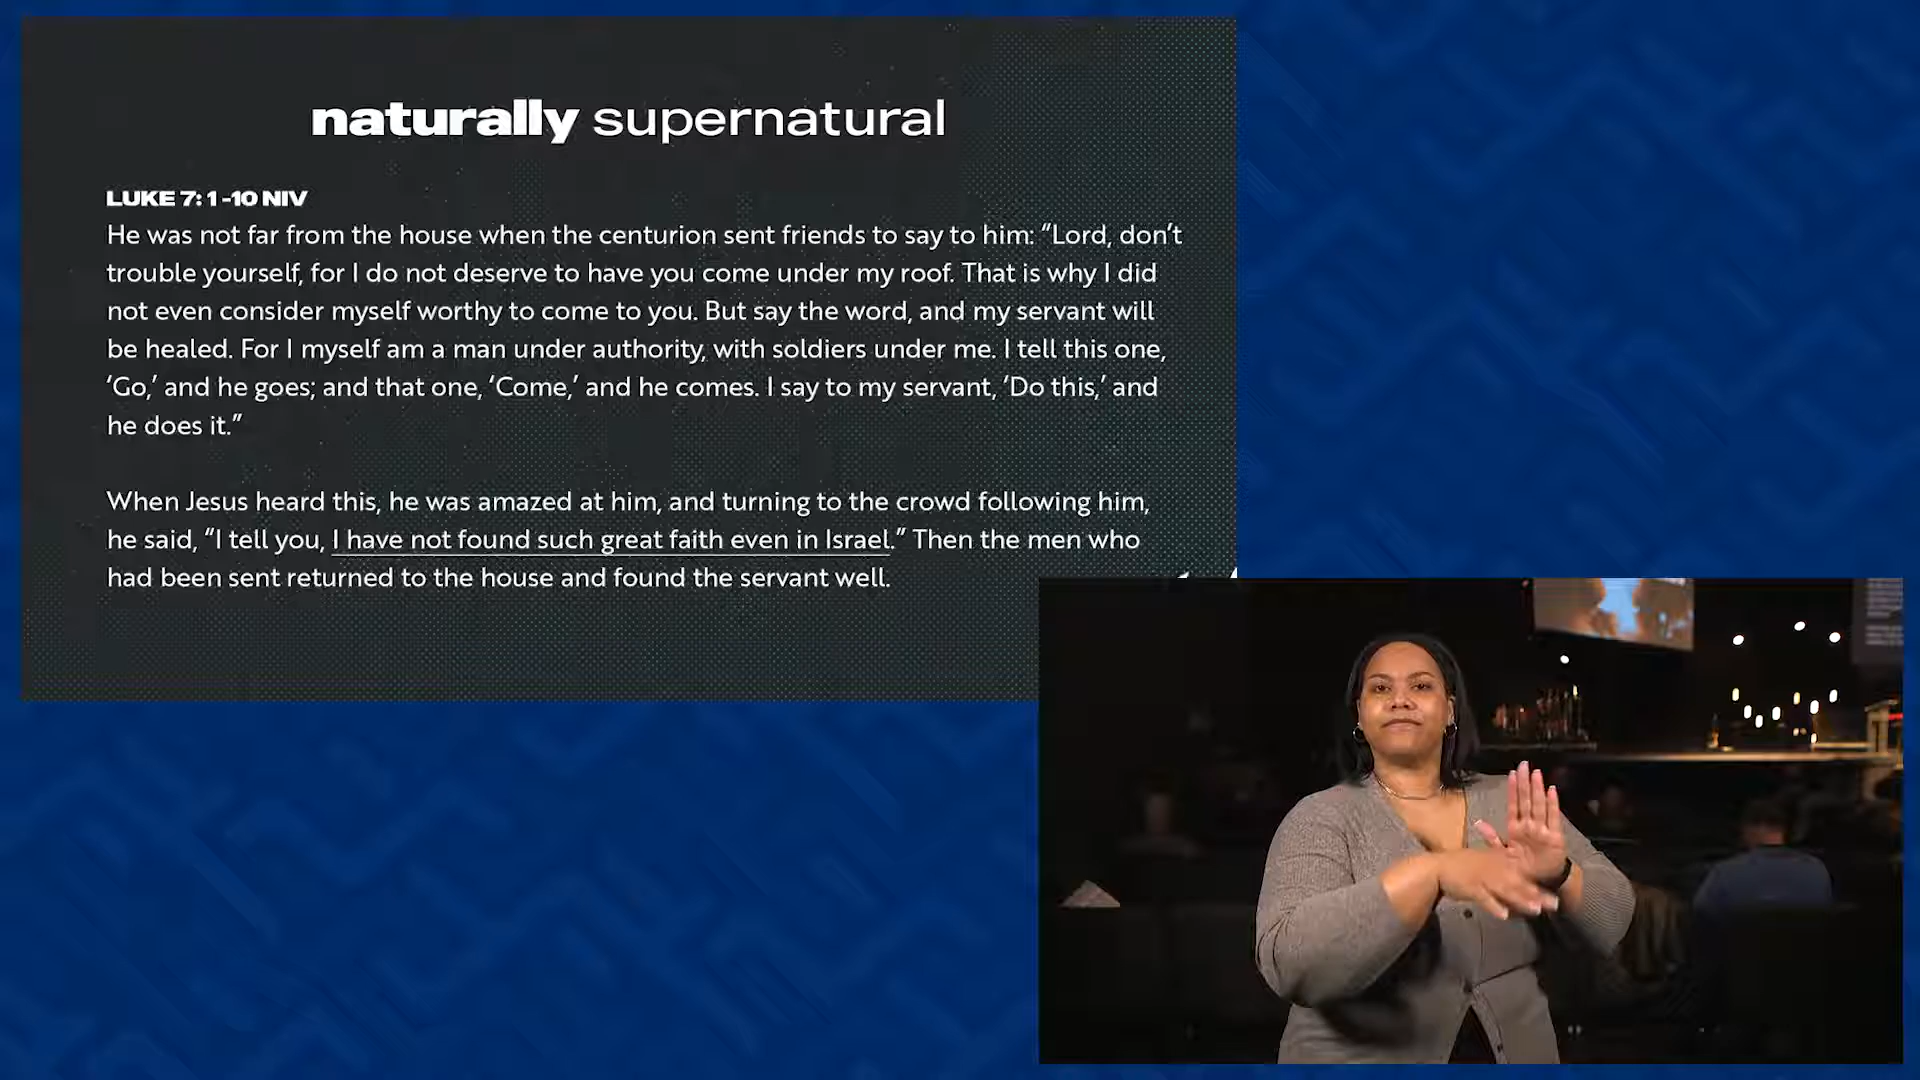 naturally supernatural
LUKE 7: 1-10 NIV
He was not far from the house when the centurion sent friends to say to him: “Lord, don’t
trouble yourself, for I do not deserve to have you come under my roof. That is why I did
not even consider myself worthy to come to you. But say the word, and my servant will
be healed. For I myself am a man under authority, with soldiers under me. I tell this one,
‘Go,’ and he goes; and that one, ‘Come,’ and he comes. I say to my servant, ‘Do this,’ and
he does it.”
When Jesus heard this, he was amazed at him, and turning to the crowd following him,
he said, “I tell you, I have not found such great faith even in Israel.” Then the men who
had been sent returned to the house and found the servant well.